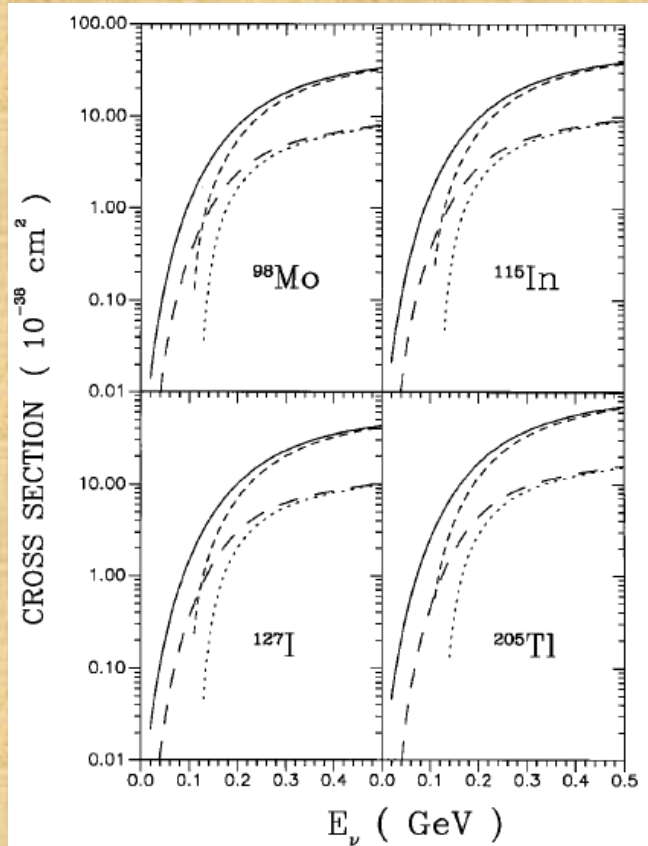 100.00
10.00
1.00
0.10
0.01
10.00
1.00
0.10
0.01
CROSS SECTION ( 10⁻³⁸ cm² )
⁹⁸Mo
¹¹⁵In
¹²⁷I
²⁰⁵Tl
0.0 0.1 0.2 0.3 0.4 0.0 0.1 0.2 0.3 0.4 0.5
E_ν ( GeV )